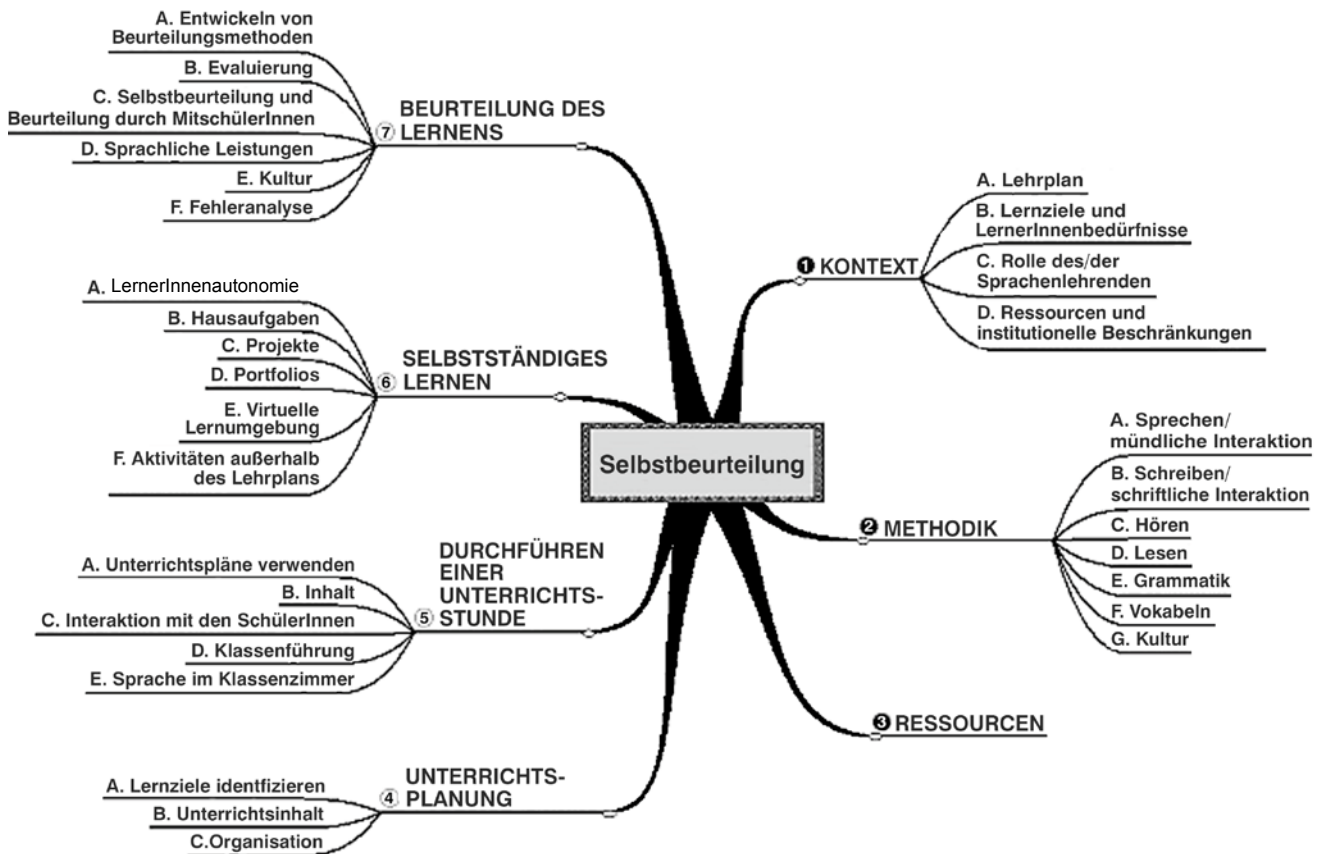 Selbstbeurteilung
❶ KONTEXT
A. Lehrplan
B. Lernziele und
LernerInnenbedürfnisse
C. Rolle des/der
Sprachenlehrenden
D. Ressourcen und
institutionelle Beschränkungen
❷ METHODIK
A. Sprechen/
mündliche Interaktion
B. Schreiben/
schriftliche Interaktion
C. Hören
D. Lesen
E. Grammatik
F. Vokabeln
G. Kultur
❸ RESSOURCEN
④ UNTERRICHTS-
PLANUNG
A. Lernziele identfizieren
B. Unterrichtsinhalt
C.Organisation
⑤ DURCHFÜHREN
EINER
UNTERRICHTS-
STUNDE
A. Unterrichtspläne verwenden
B. Inhalt
C. Interaktion mit den SchülerInnen
D. Klassenführung
E. Sprache im Klassenzimmer
⑥ SELBSTSTÄNDIGES
LERNEN
A. LernerInnenautonomie
B. Hausaufgaben
C. Projekte
D. Portfolios
E. Virtuelle
Lernumgebung
F. Aktivitäten außerhalb
des Lehrplans
⑦ BEURTEILUNG DES
LERNENS
A. Entwickeln von
Beurteilungsmethoden
B. Evaluierung
C. Selbstbeurteilung und
Beurteilung durch MitschülerInnen
D. Sprachliche Leistungen
E. Kultur
F. Fehleranalyse